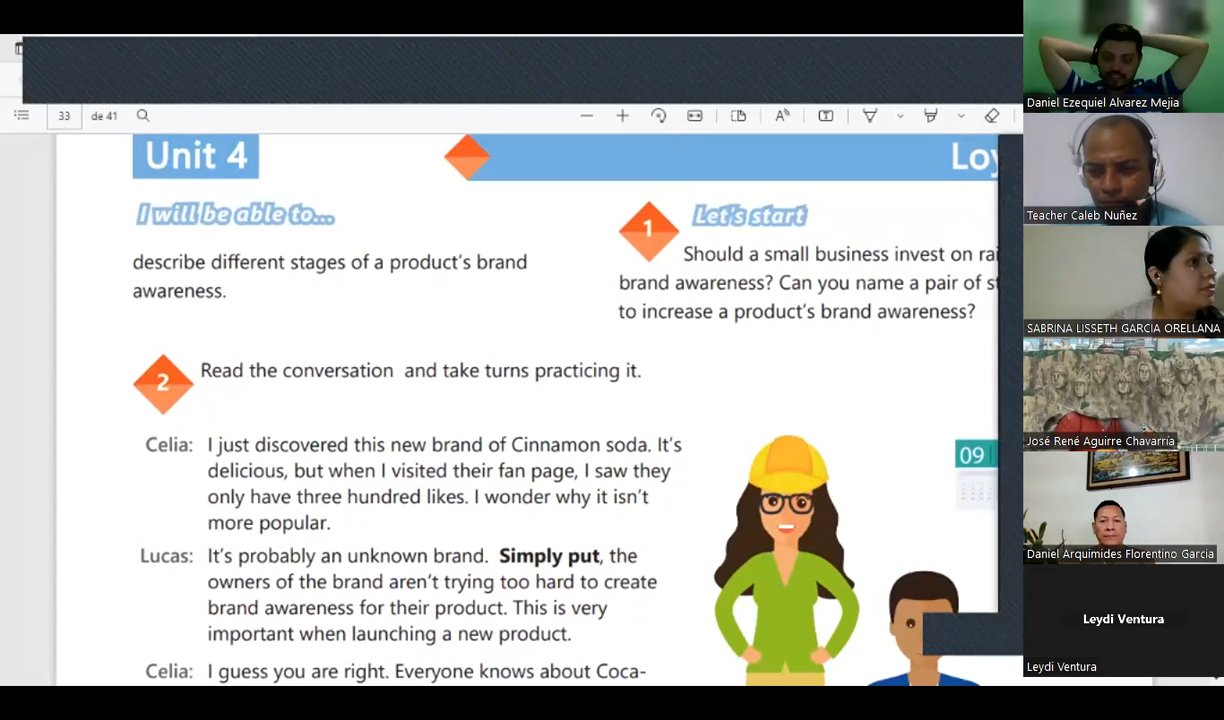 33 de 41
Unit 4
I will be able to...
describe different stages of a product's brand
awareness.
1
Let's start
Should a small business invest on
brand awareness? Can you name a pair of
to increase a product's brand awareness?
2
Read the conversation and take turns practicing it.
Celia: I just discovered this new brand of Cinnamon soda. It's
delicious, but when I visited their fan page, I saw they
only have three hundred likes. I wonder why it isn't
more popular.
Lucas: It's probably an unknown brand. Simply put, the
owners of the brand aren't trying too hard to create
brand awareness for their product. This is very
important when launching a new product.
Celia: I guess you are right. Everyone knows about Coca-
09
Daniel Ezequiel Alvarez Mejia
Teacher Caleb Nuñez
SABRINA LISSETH GARCIA ORELLANA
José René Aguirre Chavarría
Daniel Arquimides Florentino Garcia
Leydi Ventura
Leydi Ventura